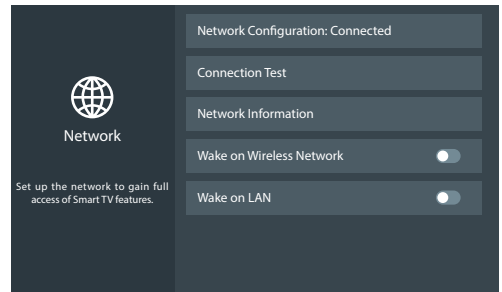 Network
Set up the network to gain full
access of Smart TV features.
Network Configuration: Connected
Connection Test
Network Information
Wake on Wireless Network
Wake on LAN